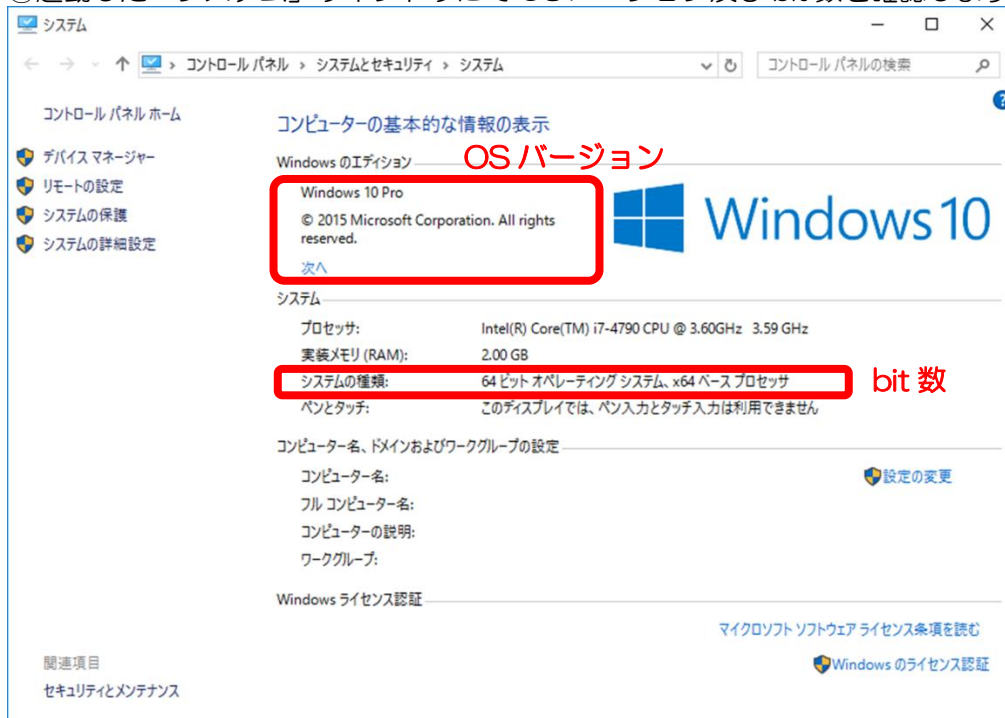 システム
コントロール パネル › システムとセキュリティ › システム
コントロール パネルの検索
コントロール パネル ホーム
デバイス マネージャー
リモートの設定
システムの保護
システムの詳細設定
コンピューターの基本的な情報の表示
Windows のエディション
OS バージョン
Windows 10 Pro
© 2015 Microsoft Corporation. All rights
reserved.
次へ
Windows 10
システム
プロセッサ: Intel(R) Core(TM) i7-4790 CPU @ 3.60GHz 3.59 GHz
実装メモリ (RAM): 2.00 GB
システムの種類: 64 ビット オペレーティング システム、x64 ベース プロセッサ
bit 数
ペンとタッチ: このディスプレイでは、ペン入力とタッチ入力は利用できません
コンピューター名、ドメインおよびワークグループの設定
コンピューター名:
設定の変更
フル コンピューター名:
コンピューターの説明:
ワークグループ:
Windows ライセンス認証
マイクロソフト ソフトウェア ライセンス条項を読む
Windows のライセンス認証
関連項目
セキュリティとメンテナンス